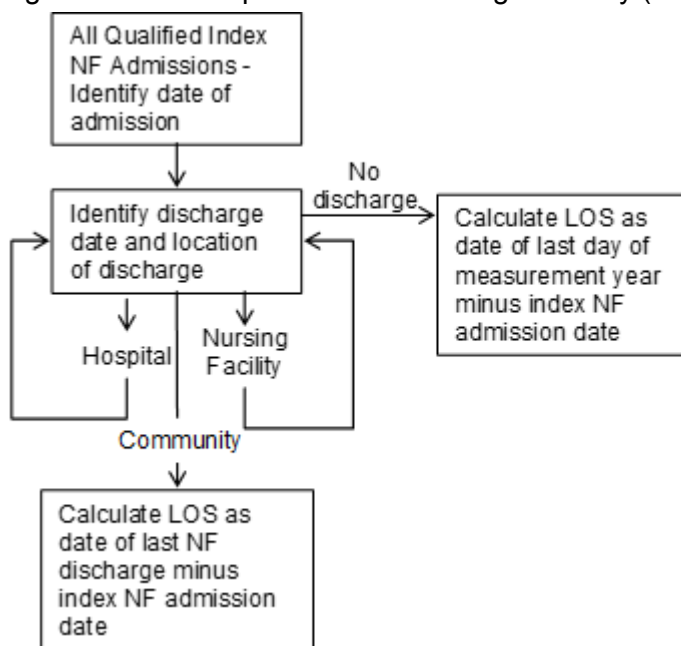 All Qualified Index
NF Admissions -
Identify date of
admission
No
discharge
Identify discharge
date and location
of discharge
Calculate LOS as
date of last day of
measurement year
minus index NF
admission date
Hospital
Nursing
Facility
Community
Calculate LOS as
date of last NF
discharge minus
index NF admission
date